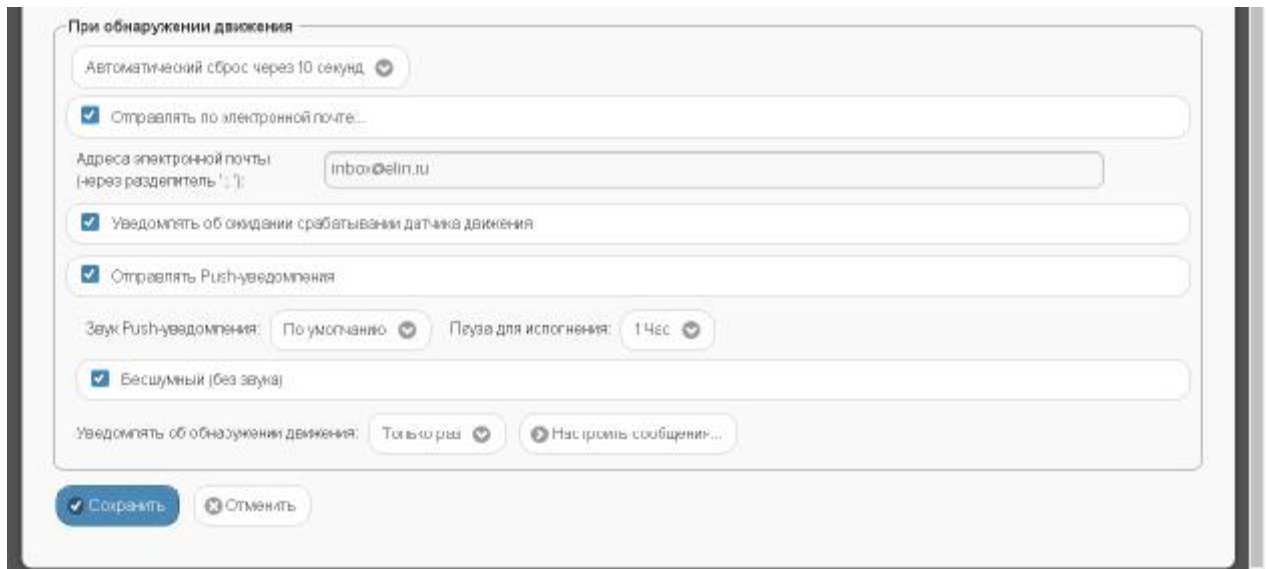 При обнаружении движения
Автоматический сброс через 10 секунд
Отправлять по электронной почте...
Адреса электронной почты
(через разделитель ' ; '):
inbox@elin.ru
Уведомлять об ожидании срабатывании датчика движения
Отправлять Push-уведомления
Звук Push-уведомления: По умолчанию Пауза для исполнения: 1 Час
Бесшумный (без звука)
Уведомлять об обнаружении движения: Только раз Настроить сообщения...
Сохранить Отменить